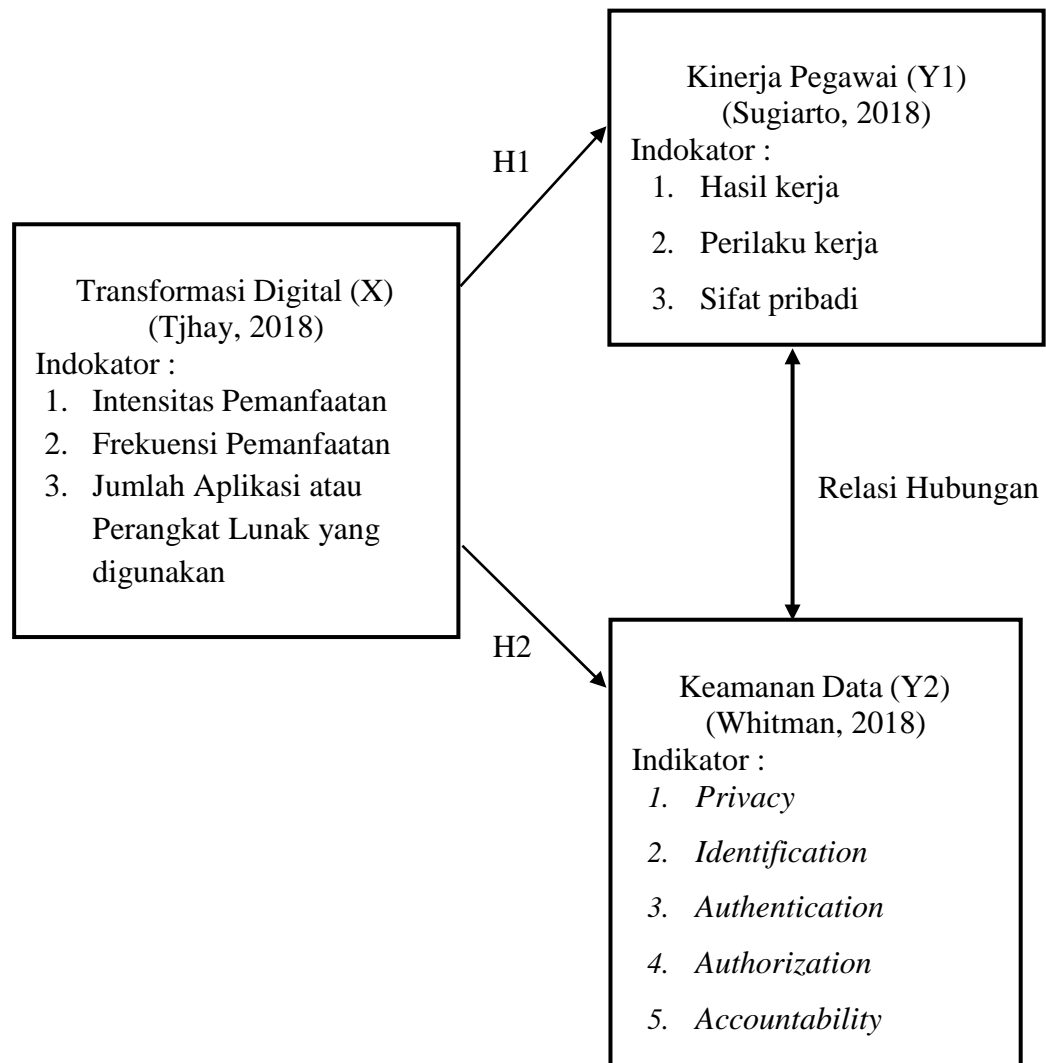 Kinerja Pegawai (Y1)
(Sugiarto, 2018)
Indokator :
1. Hasil kerja
2. Perilaku kerja
3. Sifat pribadi
H1
Transformasi Digital (X)
(Tjhay, 2018)
Indokator :
1. Intensitas Pemanfaatan
2. Frekuensi Pemanfaatan
3. Jumlah Aplikasi atau
Perangkat Lunak yang
digunakan
Relasi Hubungan
H2
Keamanan Data (Y2)
(Whitman, 2018)
Indikator :
1. Privacy
2. Identification
3. Authentication
4. Authorization
5. Accountability